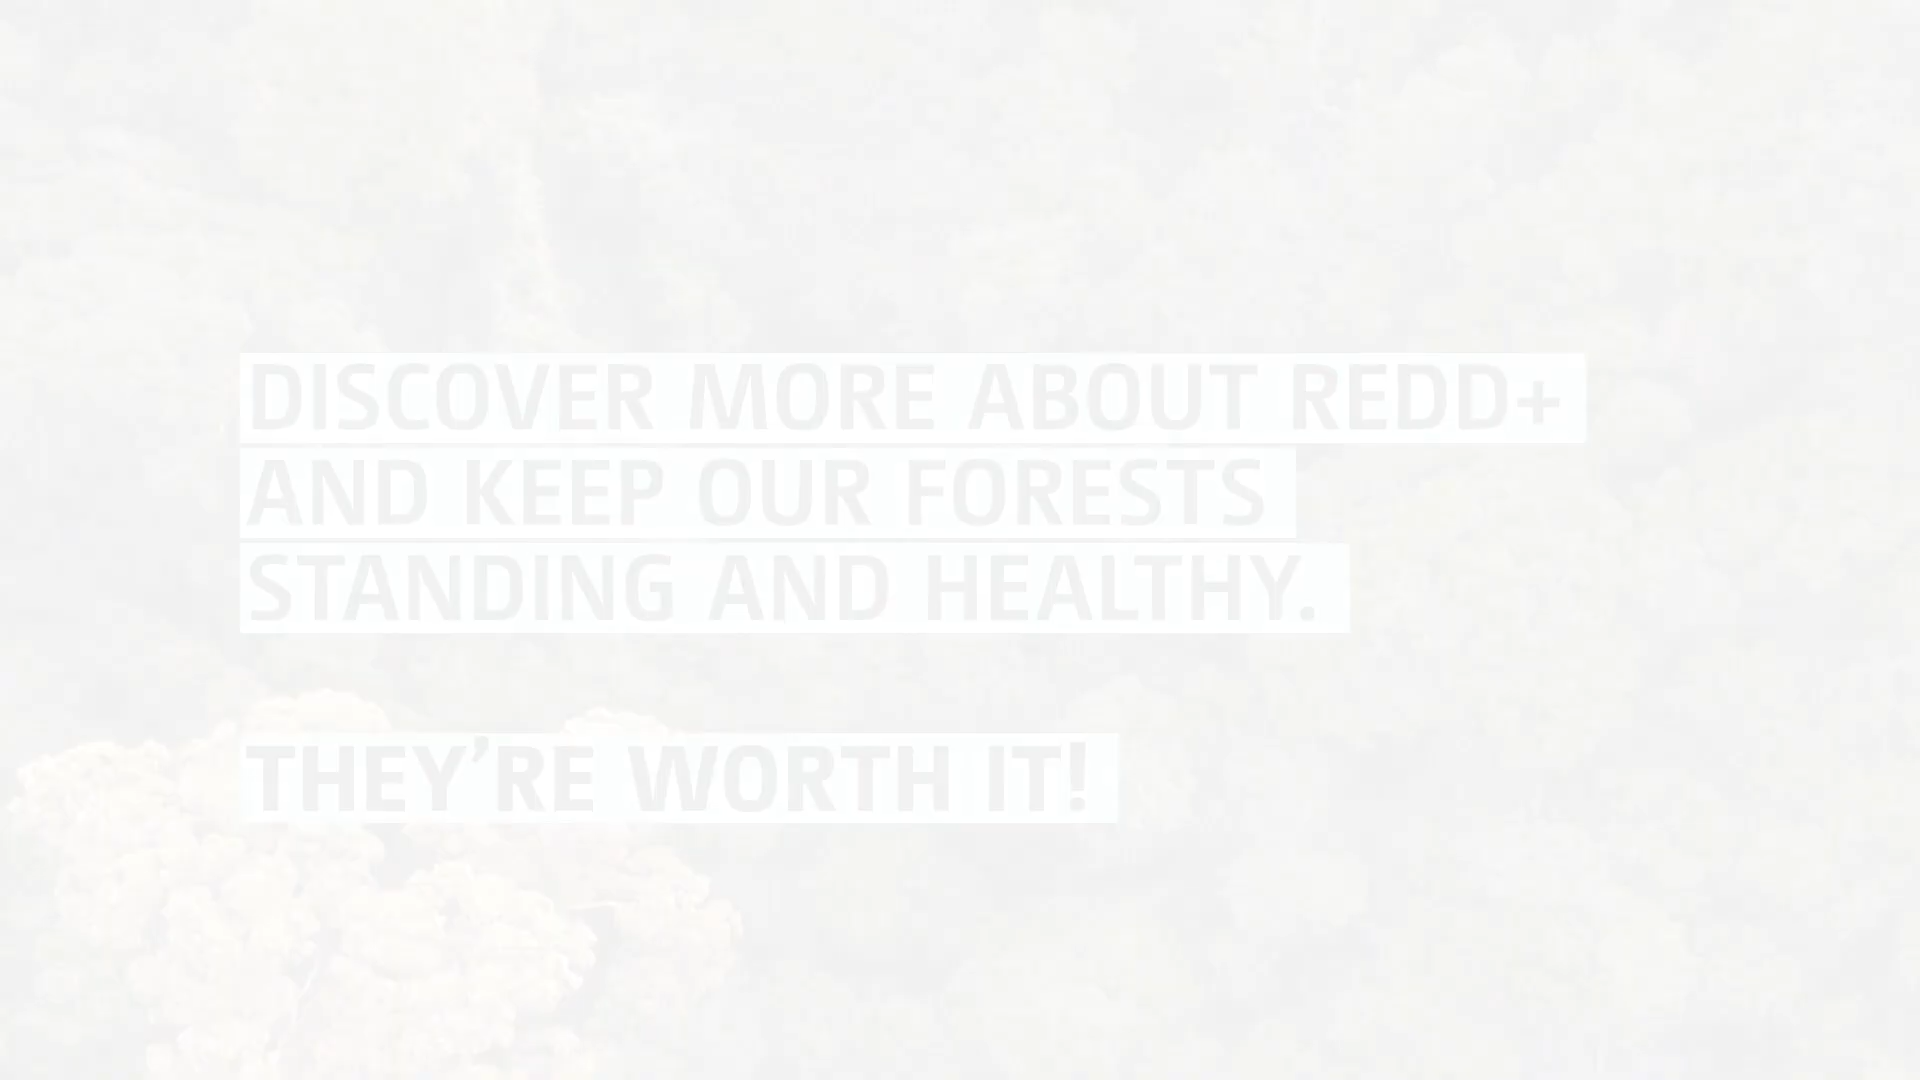 DISCOVER MORE ABOUT REDD+
AND KEEP OUR FORESTS
STANDING AND HEALTHY.
THEY’RE WORTH IT!